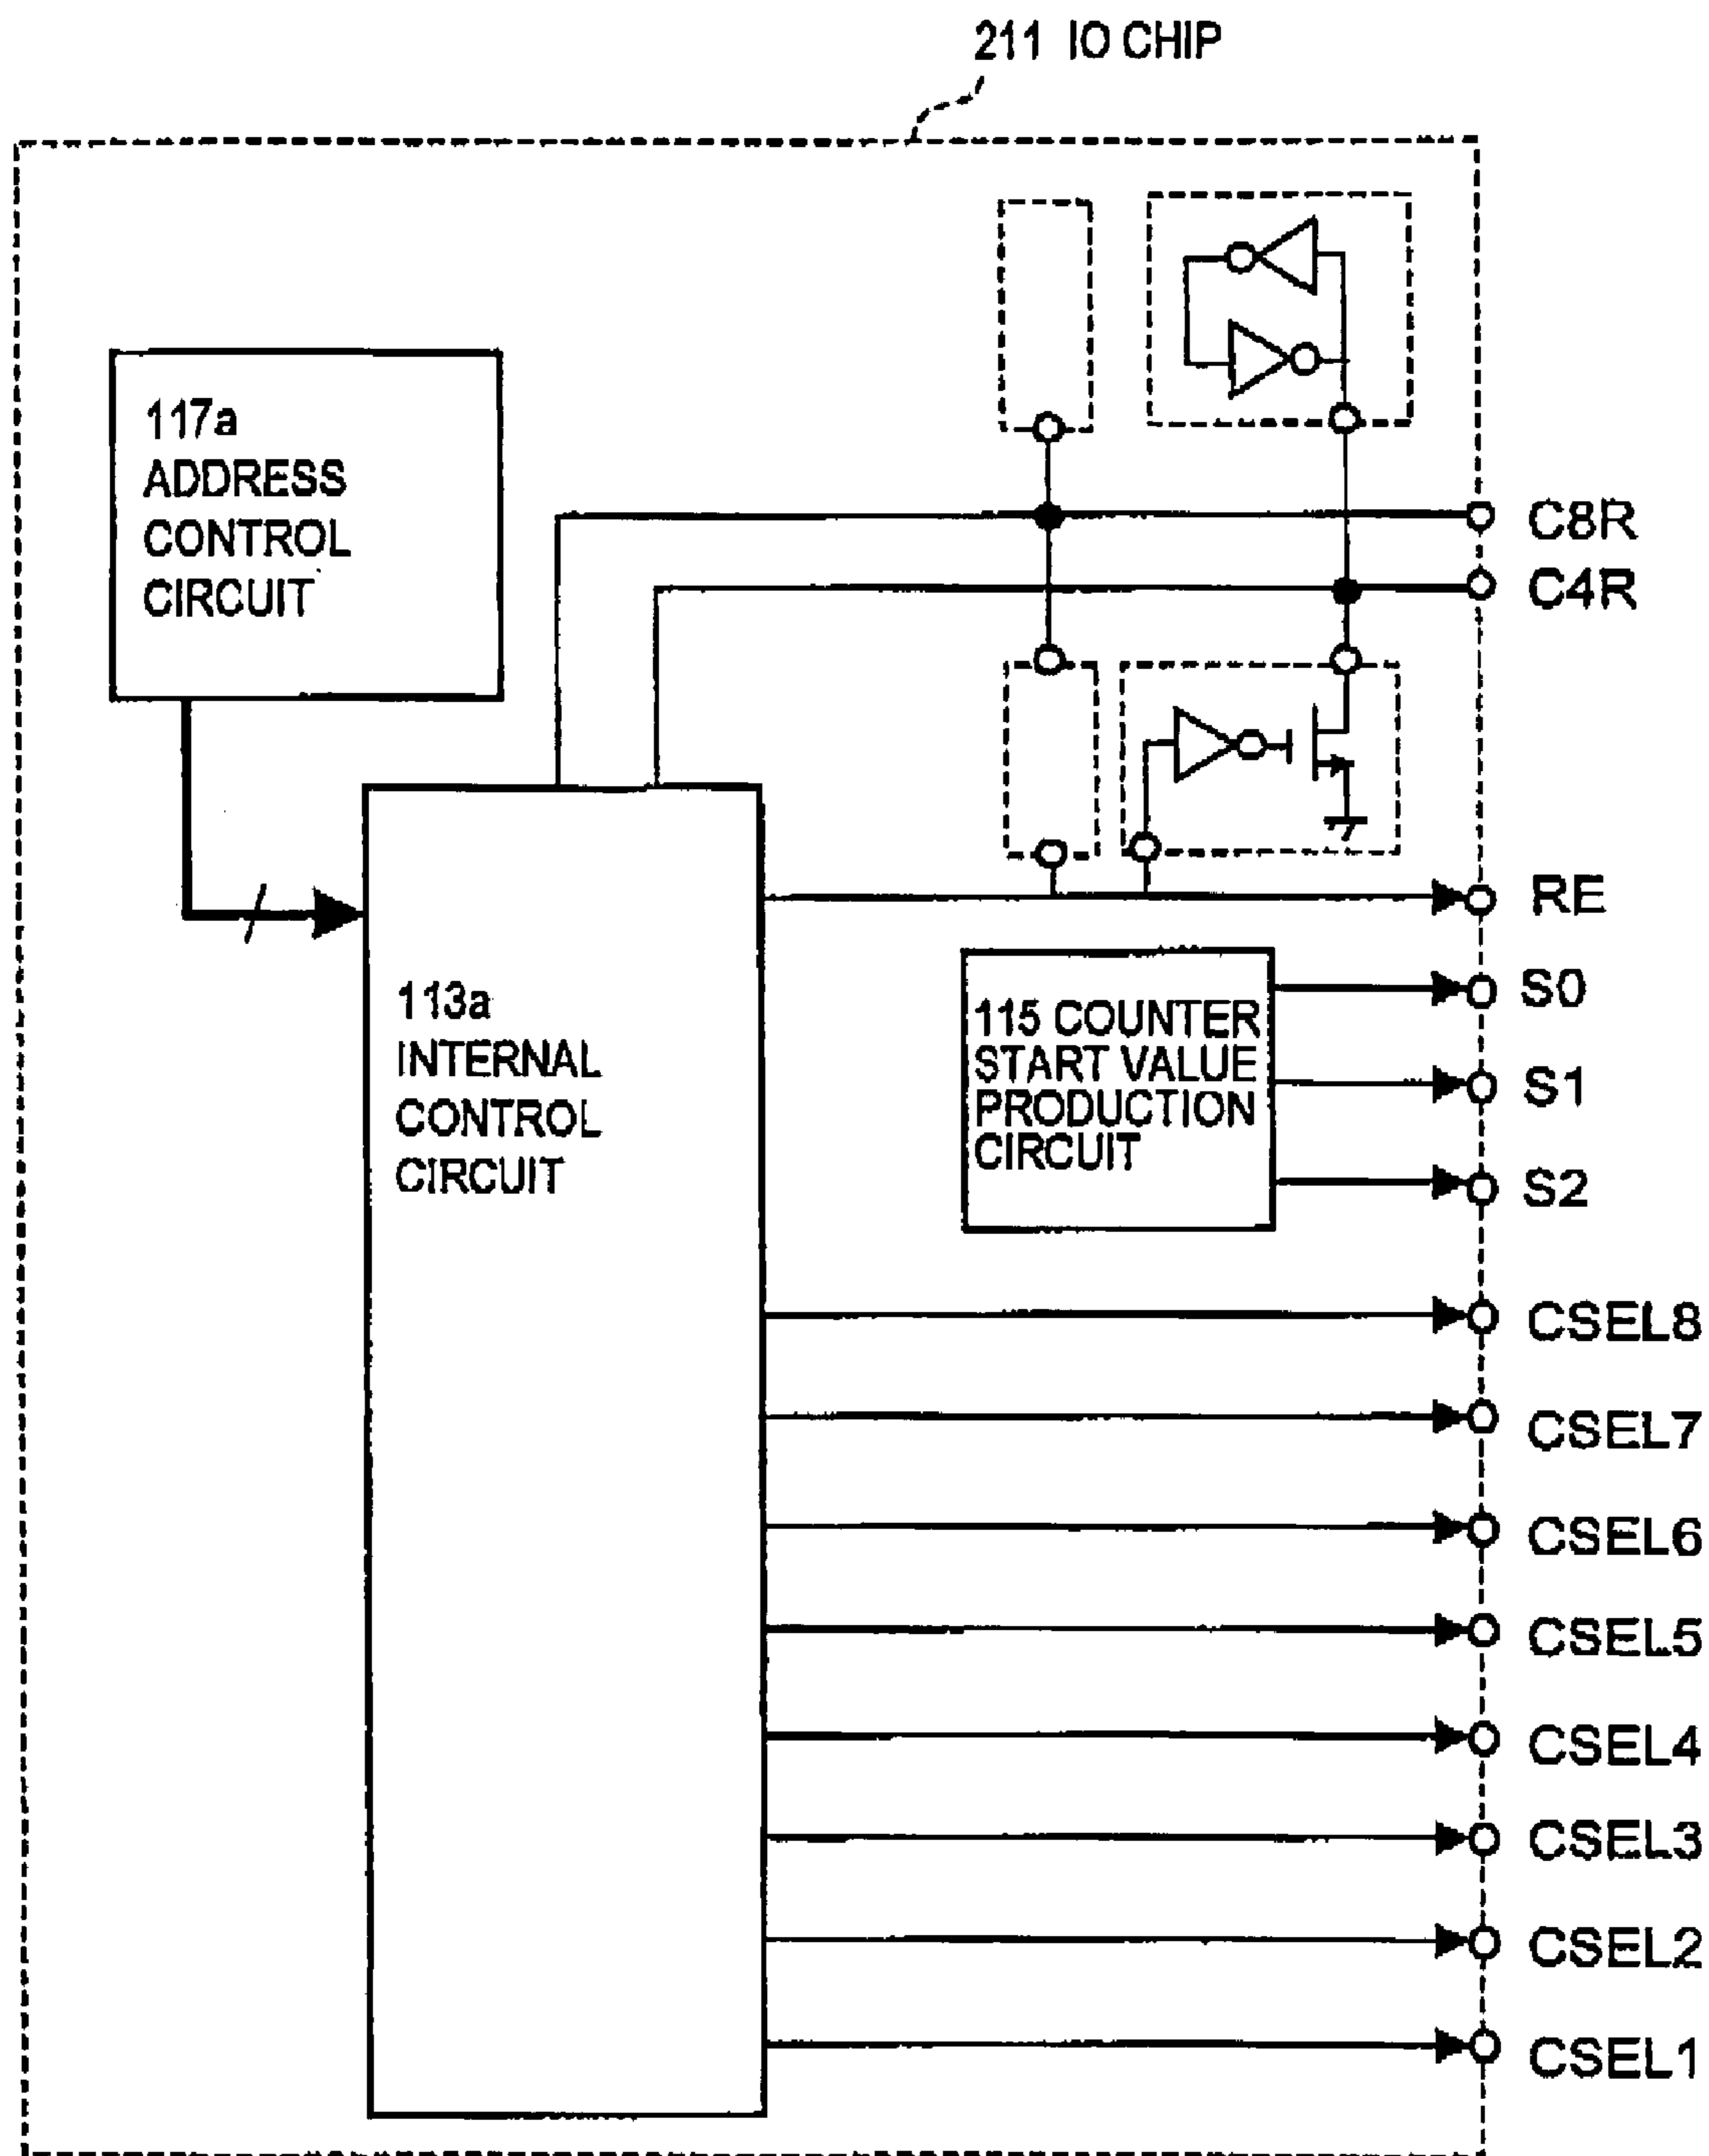 211 IO CHIP
117a
ADDRESS
CONTROL
CIRCUIT
C8R
C4R
RE
S0
S1
S2
113a
INTERNAL
CONTROL
CIRCUIT
115 COUNTER
START VALUE
PRODUCTION
CIRCUIT
CSEL8
CSEL7
CSEL6
CSEL5
CSEL4
CSEL3
CSEL2
CSEL1